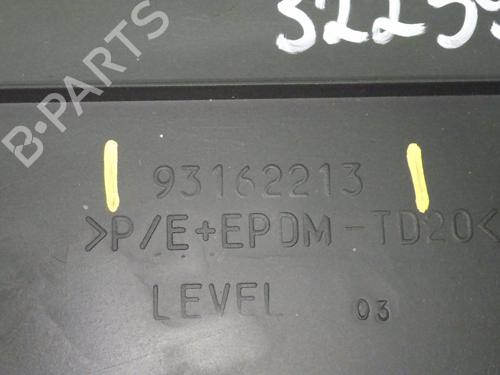 B-PARTS
93162213
>P/E+EPDM-TD20<
LEVEL 03